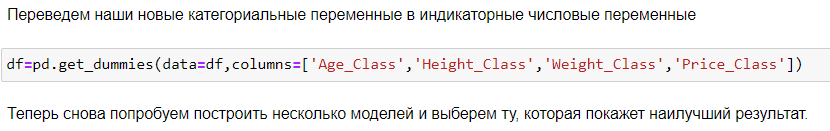 Переведем наши новые категориальные переменные в индикаторные числовые переменные
df=pd.get_dummies(data=df,columns=['Age_Class','Height_Class','Weight_Class','Price_Class'])
Теперь снова попробуем построить несколько моделей и выберем ту, которая покажет наилучший результат.